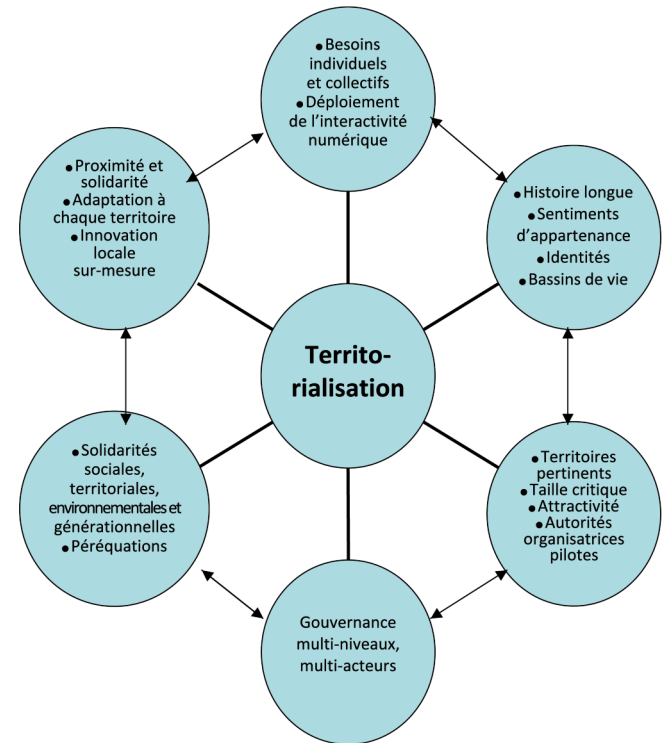 ● Besoins
individuels
et collectifs
● Déploiement
de l’interactivité
numérique
● Proximité et
solidarité
● Adaptation à
chaque territoire
● Innovation
locale
sur-mesure
● Histoire longue
● Sentiments
d’appartenance
● Identités
● Bassins de vie
Territo-
rialisation
● Solidarités
sociales,
territoriales,
environnementales et
générationnelles
● Péréquations
● Territoires
pertinents
● Taille critique
● Attractivité
● Autorités
organisatrices
pilotes
Gouvernance
multi-niveaux,
multi-acteurs